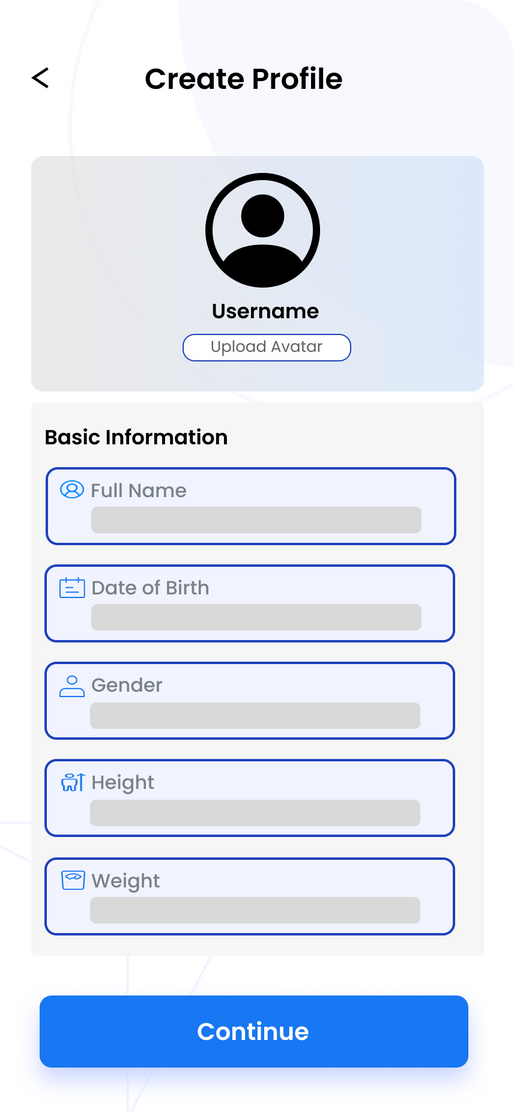 Create Profile
Username
Upload Avatar
Basic Information
Full Name
Date of Birth
Gender
Height
Weight
Continue